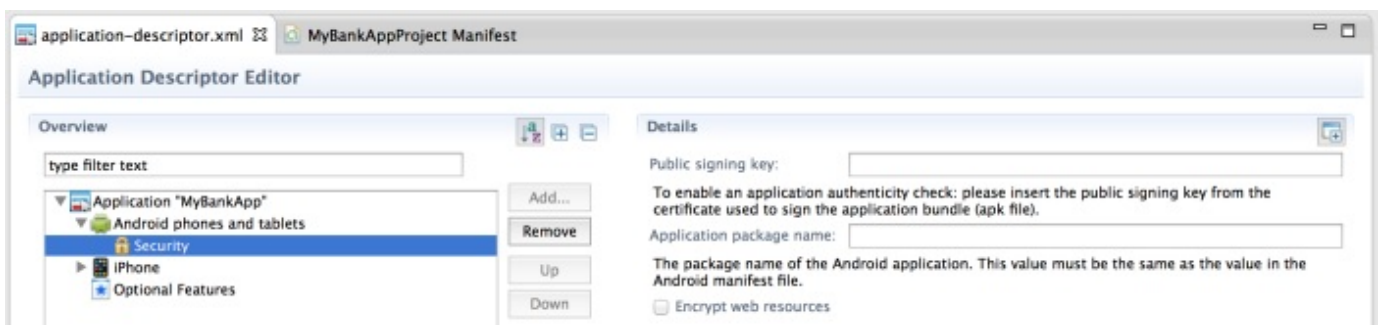 application-descriptor.xml
MyBankAppProject Manifest
Application Descriptor Editor
Overview
type filter text
Application "MyBankApp"
Android phones and tablets
Security
iPhone
Optional Features
Add...
Remove
Up
Down
Details
Public signing key:
To enable an application authenticity check: please insert the public signing key from the
certificate used to sign the application bundle (apk file).
Application package name:
The package name of the Android application. This value must be the same as the value in the
Android manifest file.
Encrypt web resources